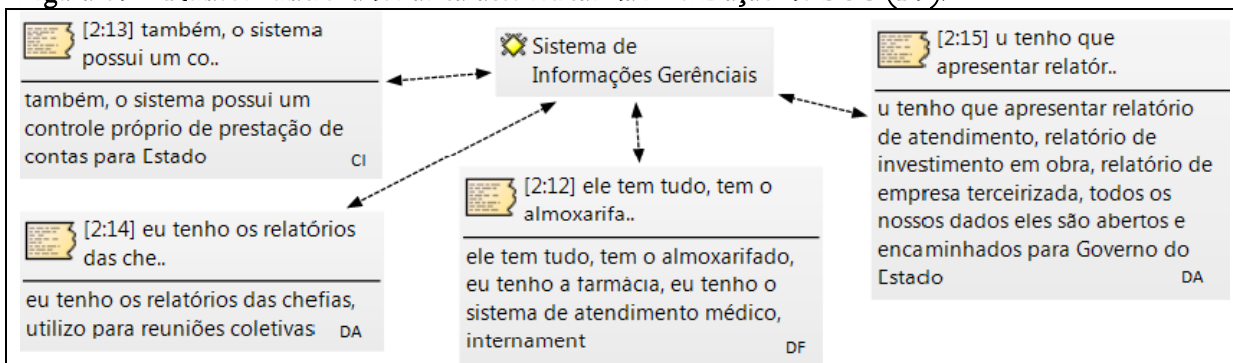 [2:13] também, o sistema
possui um co..
também, o sistema possui um
controle próprio de prestação de
contas para Estado
CI
Sistema de
Informações Gerênciais
[2:15] u tenho que
apresentar relatór..
u tenho que apresentar relatório
de atendimento, relatório de
investimento em obra, relatório de
empresa terceirizada, todos os
nossos dados eles são abertos e
encaminhados para Governo do
Estado
DA
[2:14] eu tenho os relatórios
das che..
eu tenho os relatórios das chefias,
utilizo para reuniões coletivas DA
[2:12] ele tem tudo, tem o
almoxarifa..
ele tem tudo, tem o almoxarifado,
eu tenho a farmácia, eu tenho o
sistema de atendimento médico,
internament
DF